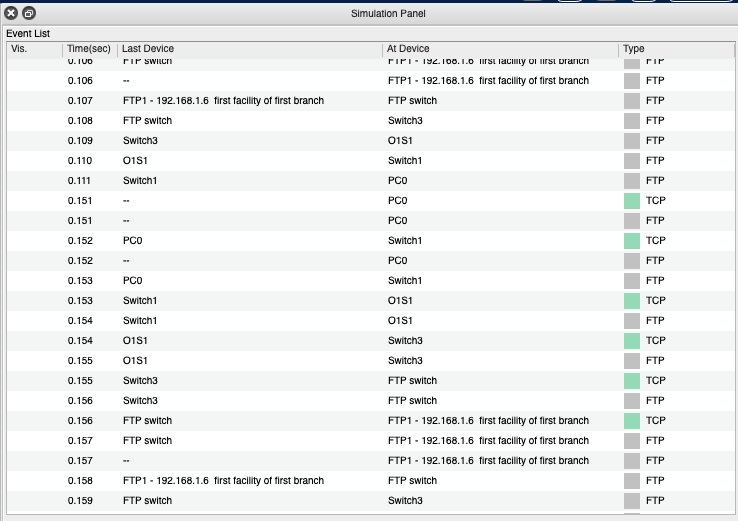 Simulation Panel
Event List
Vis. Time(sec) Last Device At Device Type
0.106 FTP switch FTP1 - 192.168.1.6 first facility of first branch FTP
0.106 -- FTP1 - 192.168.1.6 first facility of first branch FTP
0.107 FTP1 - 192.168.1.6 first facility of first branch FTP switch FTP
0.108 FTP switch Switch3 FTP
0.109 Switch3 O1S1 FTP
0.110 O1S1 Switch1 FTP
0.111 Switch1 PC0 FTP
0.151 -- PC0 TCP
0.151 -- PC0 FTP
0.152 PC0 Switch1 TCP
0.152 -- PC0 FTP
0.153 PC0 Switch1 FTP
0.153 Switch1 O1S1 TCP
0.154 Switch1 O1S1 FTP
0.154 O1S1 Switch3 TCP
0.155 O1S1 Switch3 FTP
0.155 Switch3 FTP switch TCP
0.156 Switch3 FTP switch FTP
0.156 FTP switch FTP1 - 192.168.1.6 first facility of first branch TCP
0.157 FTP switch FTP1 - 192.168.1.6 first facility of first branch FTP
0.157 -- FTP1 - 192.168.1.6 first facility of first branch FTP
0.158 FTP1 - 192.168.1.6 first facility of first branch FTP switch FTP
0.159 FTP switch Switch3 FTP